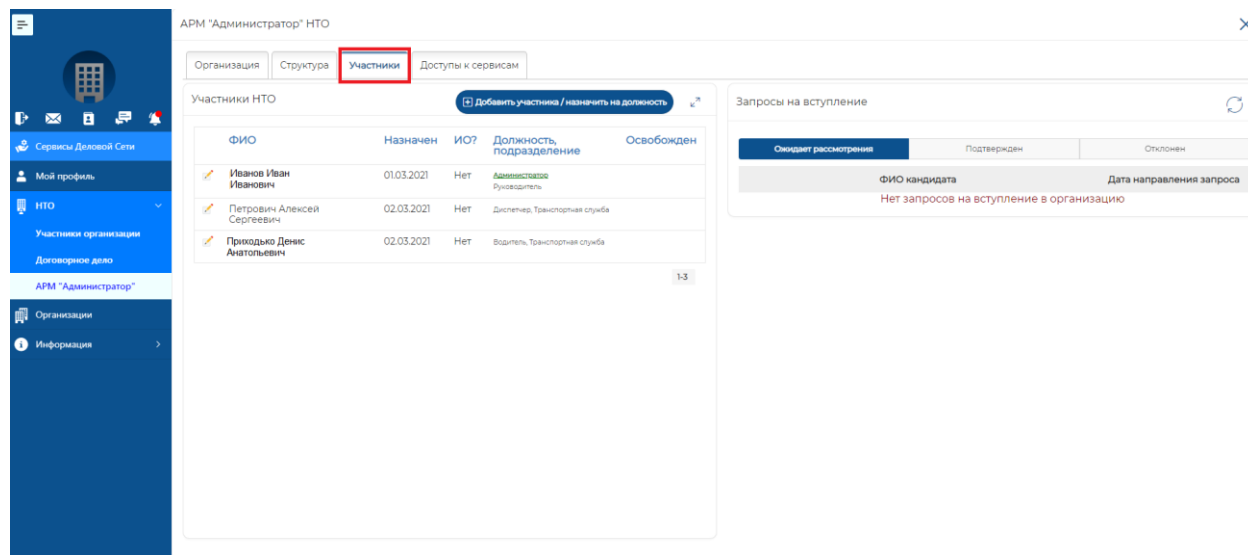 АРМ "Администратор" НТО
Сервисы Деловой Сети
Мой профиль
НТО
Участники организации
Договорное дело
АРМ "Администратор"
Организации
Информация
Организация
Структура
Участники
Доступы к сервисам
Участники НТО
Добавить участника / назначить на должность
ФИО Назначен ИО? Должность, Освобожден
подразделение
Иванов Иван 01.03.2021 Нет Администратор
Иванович Руководитель
Петрович Алексей 02.03.2021 Нет Диспетчер, Транспортная служба
Сергеевич
Приходько Денис 02.03.2021 Нет Водитель, Транспортная служба
Анатольевич
1-3
Запросы на вступление
Ожидает рассмотрения Подтвержден Отклонен
ФИО кандидата Дата направления запроса
Нет запросов на вступление в организацию